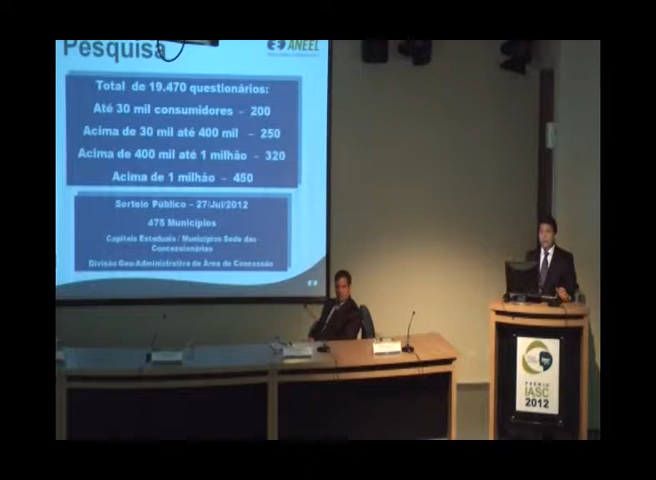 Pesquisa
ANEEL
Total de 19.470 questionários:
Até 30 mil consumidores – 200
Acima de 30 mil até 400 mil – 250
Acima de 400 mil até 1 milhão – 320
Acima de 1 milhão – 450
Sorteio Público – 27/Jul/2012
475 Municípios
Capitais Estaduais / Municípios Sede das
Concessionárias
Divisão Geo-Administrativa de Área de Concessão
PRÊMIO
IASC
2012